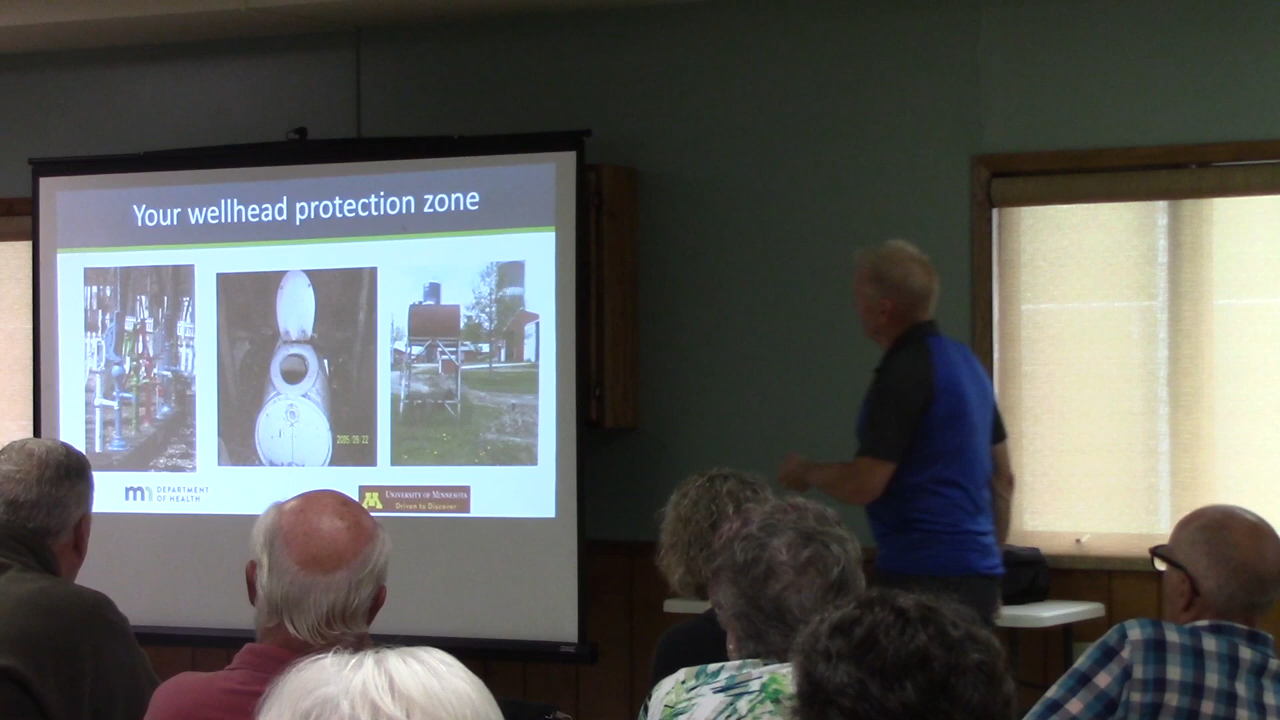 Your wellhead protection zone
2005/09/22
DEPARTMENT
OF HEALTH
UNIVERSITY OF MINNESOTA
Driven to Discover